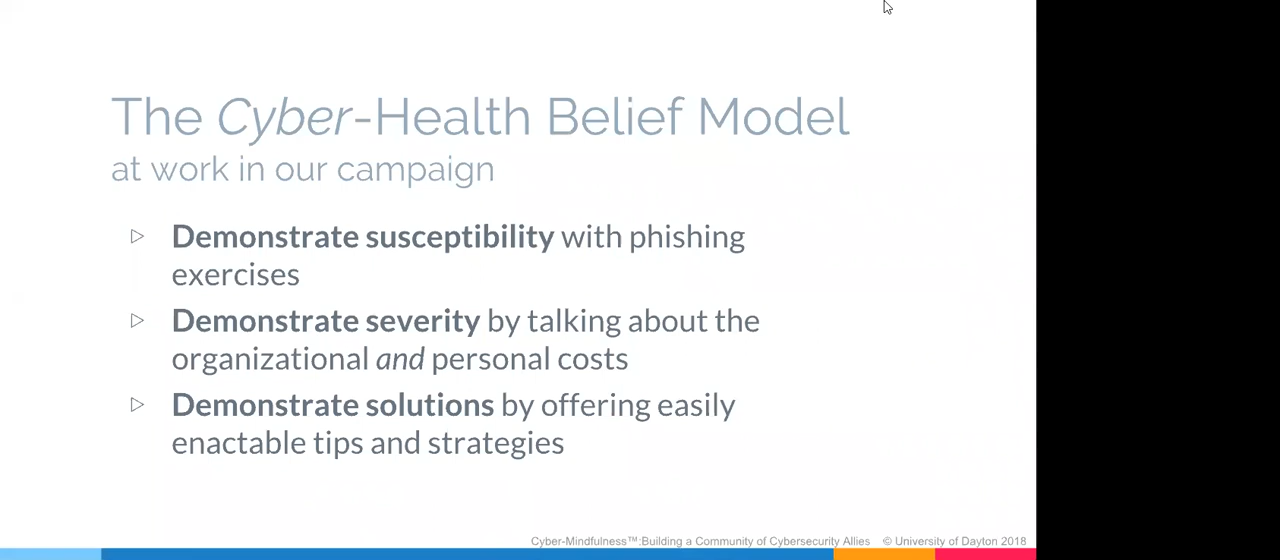 The Cyber-Health Belief Model
at work in our campaign
Demonstrate susceptibility with phishing
exercises
Demonstrate severity by talking about the
organizational and personal costs
Demonstrate solutions by offering easily
enactable tips and strategies
Cyber-Mindfulness™:Building a Community of Cybersecurity Allies © University of Dayton 2018